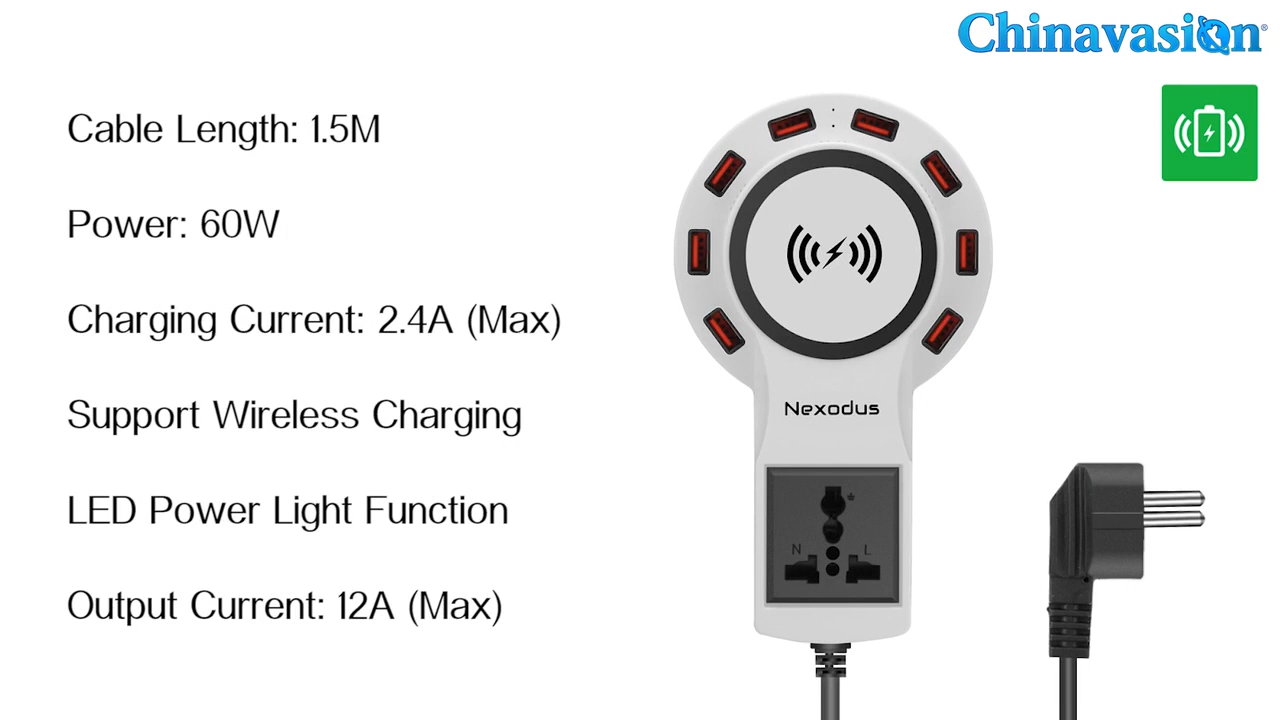 Chinavasion®
Cable Length: 1.5M
Power: 60W
Charging Current: 2.4A (Max)
Support Wireless Charging
LED Power Light Function
Output Current: 12A (Max)
Nexodus
N L